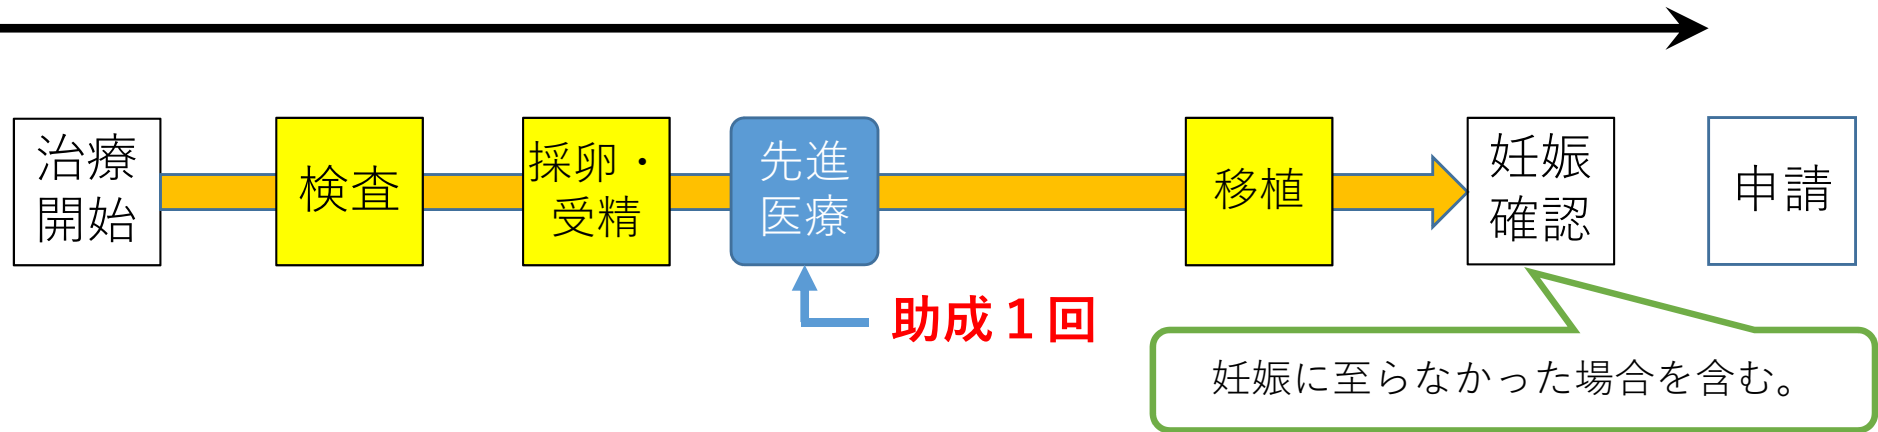 治療
開始
検査
採卵・
受精
先進
医療
移植
妊娠
確認
申請
助成１回
妊娠に至らなかった場合を含む。